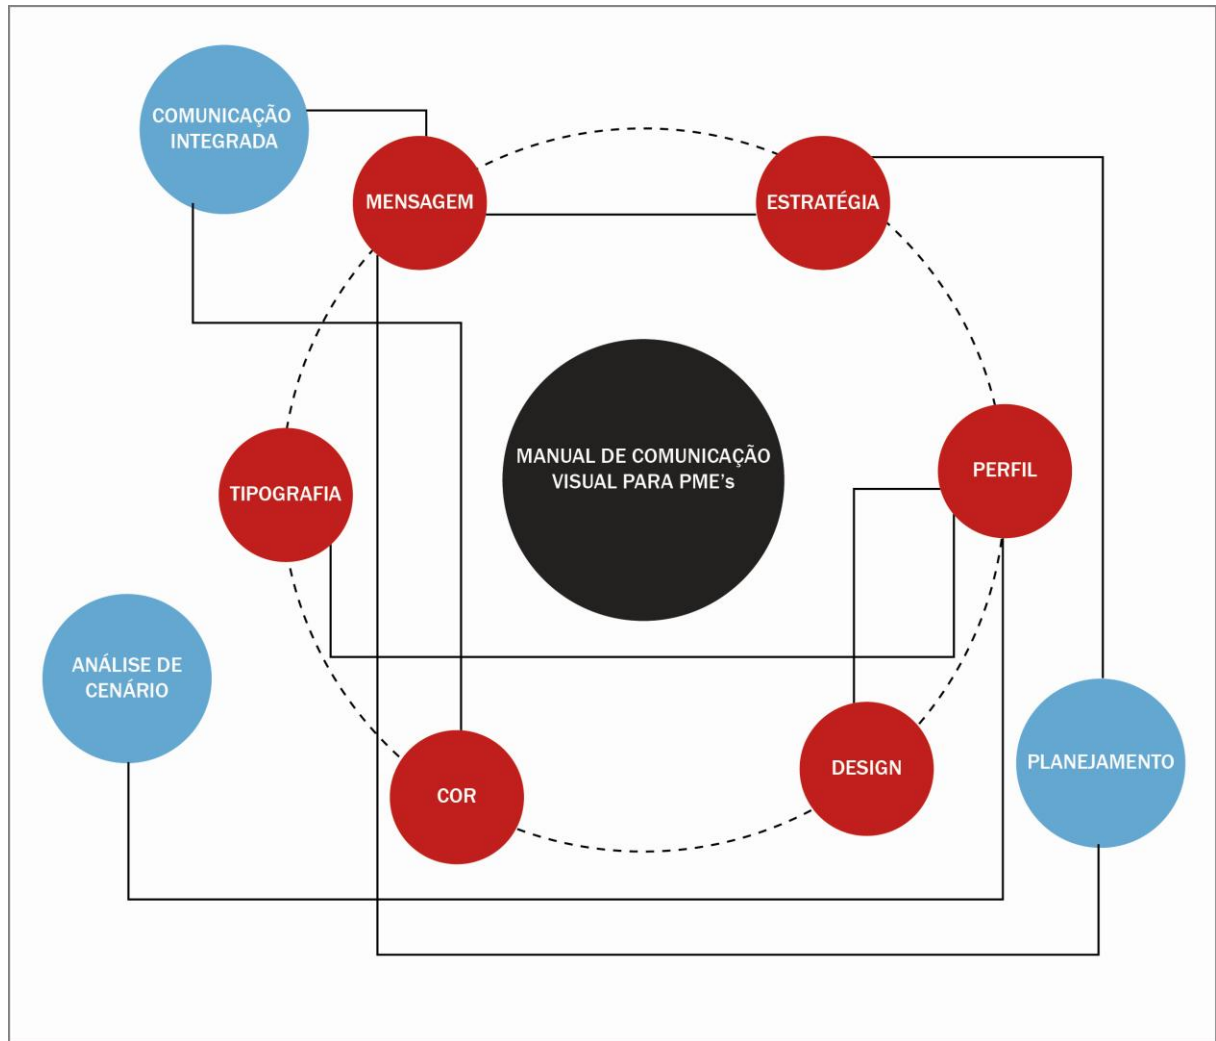 COMUNICAÇÃO
INTEGRADA
MENSAGEM
ESTRATÉGIA
MANUAL DE COMUNICAÇÃO
VISUAL PARA PME's
PERFIL
TIPOGRAFIA
ANÁLISE DE
CENÁRIO
COR
DESIGN
PLANEJAMENTO